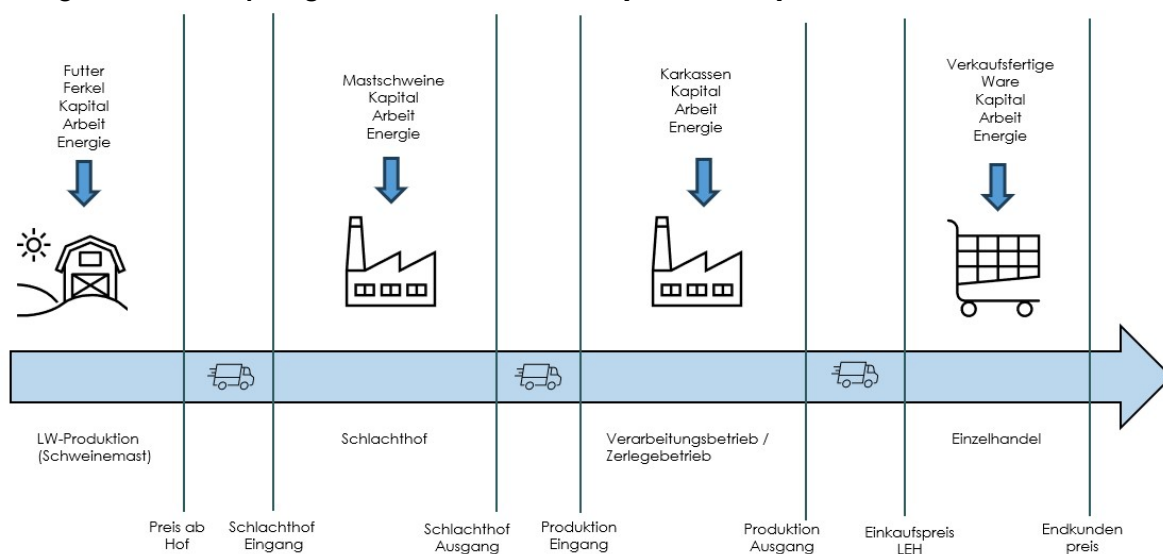 Futter
Ferkel
Kapital
Arbeit
Energie
Mastschweine
Kapital
Arbeit
Energie
Karkassen
Kapital
Arbeit
Energie
Verkaufsfertige
Ware
Kapital
Arbeit
Energie
LW-Produktion
(Schweinemast)
Schlachthof
Verarbeitungsbetrieb /
Zerlegebetrieb
Einzelhandel
Preis ab
Hof
Schlachthof
Eingang
Schlachthof
Ausgang
Produktion
Eingang
Produktion
Ausgang
Einkaufspreis
LEH
Endkunden
preis